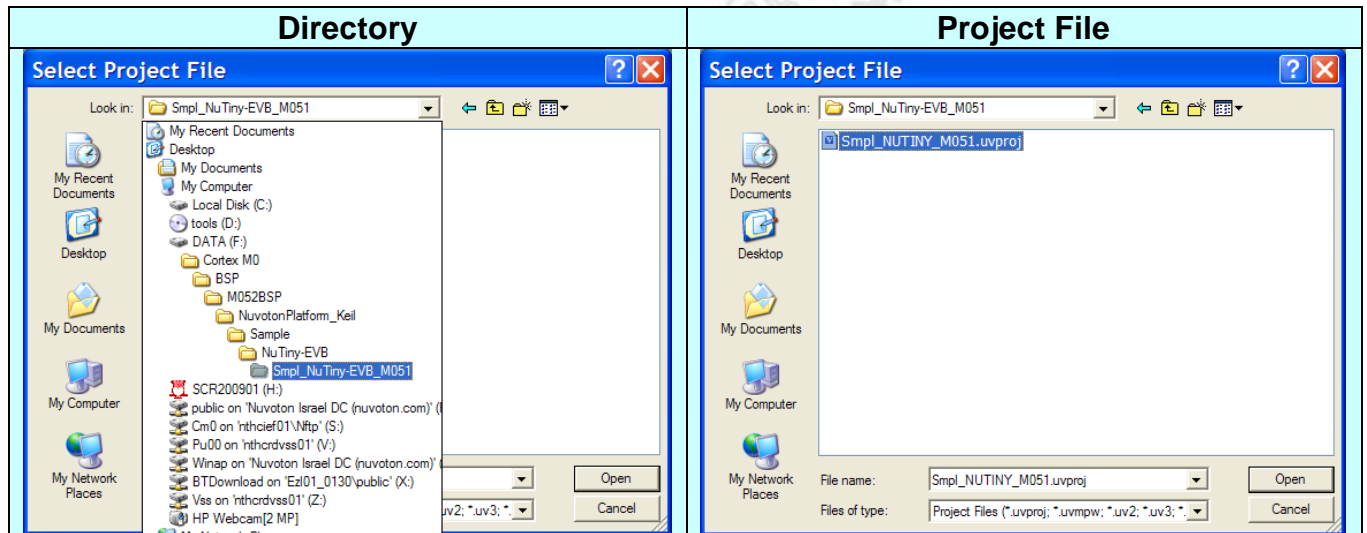 Directory
Select Project File
Look in:
Smpl_NuTiny-EVB_M051
My Recent Documents
Desktop
My Documents
My Computer
Local Disk (C:)
tools (D:)
DATA (F:)
Cortex M0
BSP
M052BSP
NuvotonPlatform_Keil
Sample
NuTiny-EVB
Smpl_NuTiny-EVB_M051
SCR200901 (H:)
public on 'Nuvoton Israel DC (nuvoton.com)' (
Cm0 on 'nthcief01\Nftp' (S:)
Pu00 on 'nthcrdvss01' (V:)
Winap on 'Nuvoton Israel DC (nuvoton.com)'
BTDownload on 'Ezl01_0130\public' (X:)
Vss on 'nthcrdvss01' (Z:)
HP Webcam[2 MP]
My Recent
Documents
Desktop
My Documents
My Computer
My Network
Places
Open
uv2; *.uv3; *.
Cancel
Project File
Select Project File
Look in:
Smpl_NuTiny-EVB_M051
Smpl_NUTINY_M051.uvproj
My Recent
Documents
Desktop
My Documents
My Computer
My Network
Places
File name:
Smpl_NUTINY_M051.uvproj
Open
Files of type:
Project Files (*.uvproj; *.uvmpw; *.uv2; *.uv3; *.
Cancel